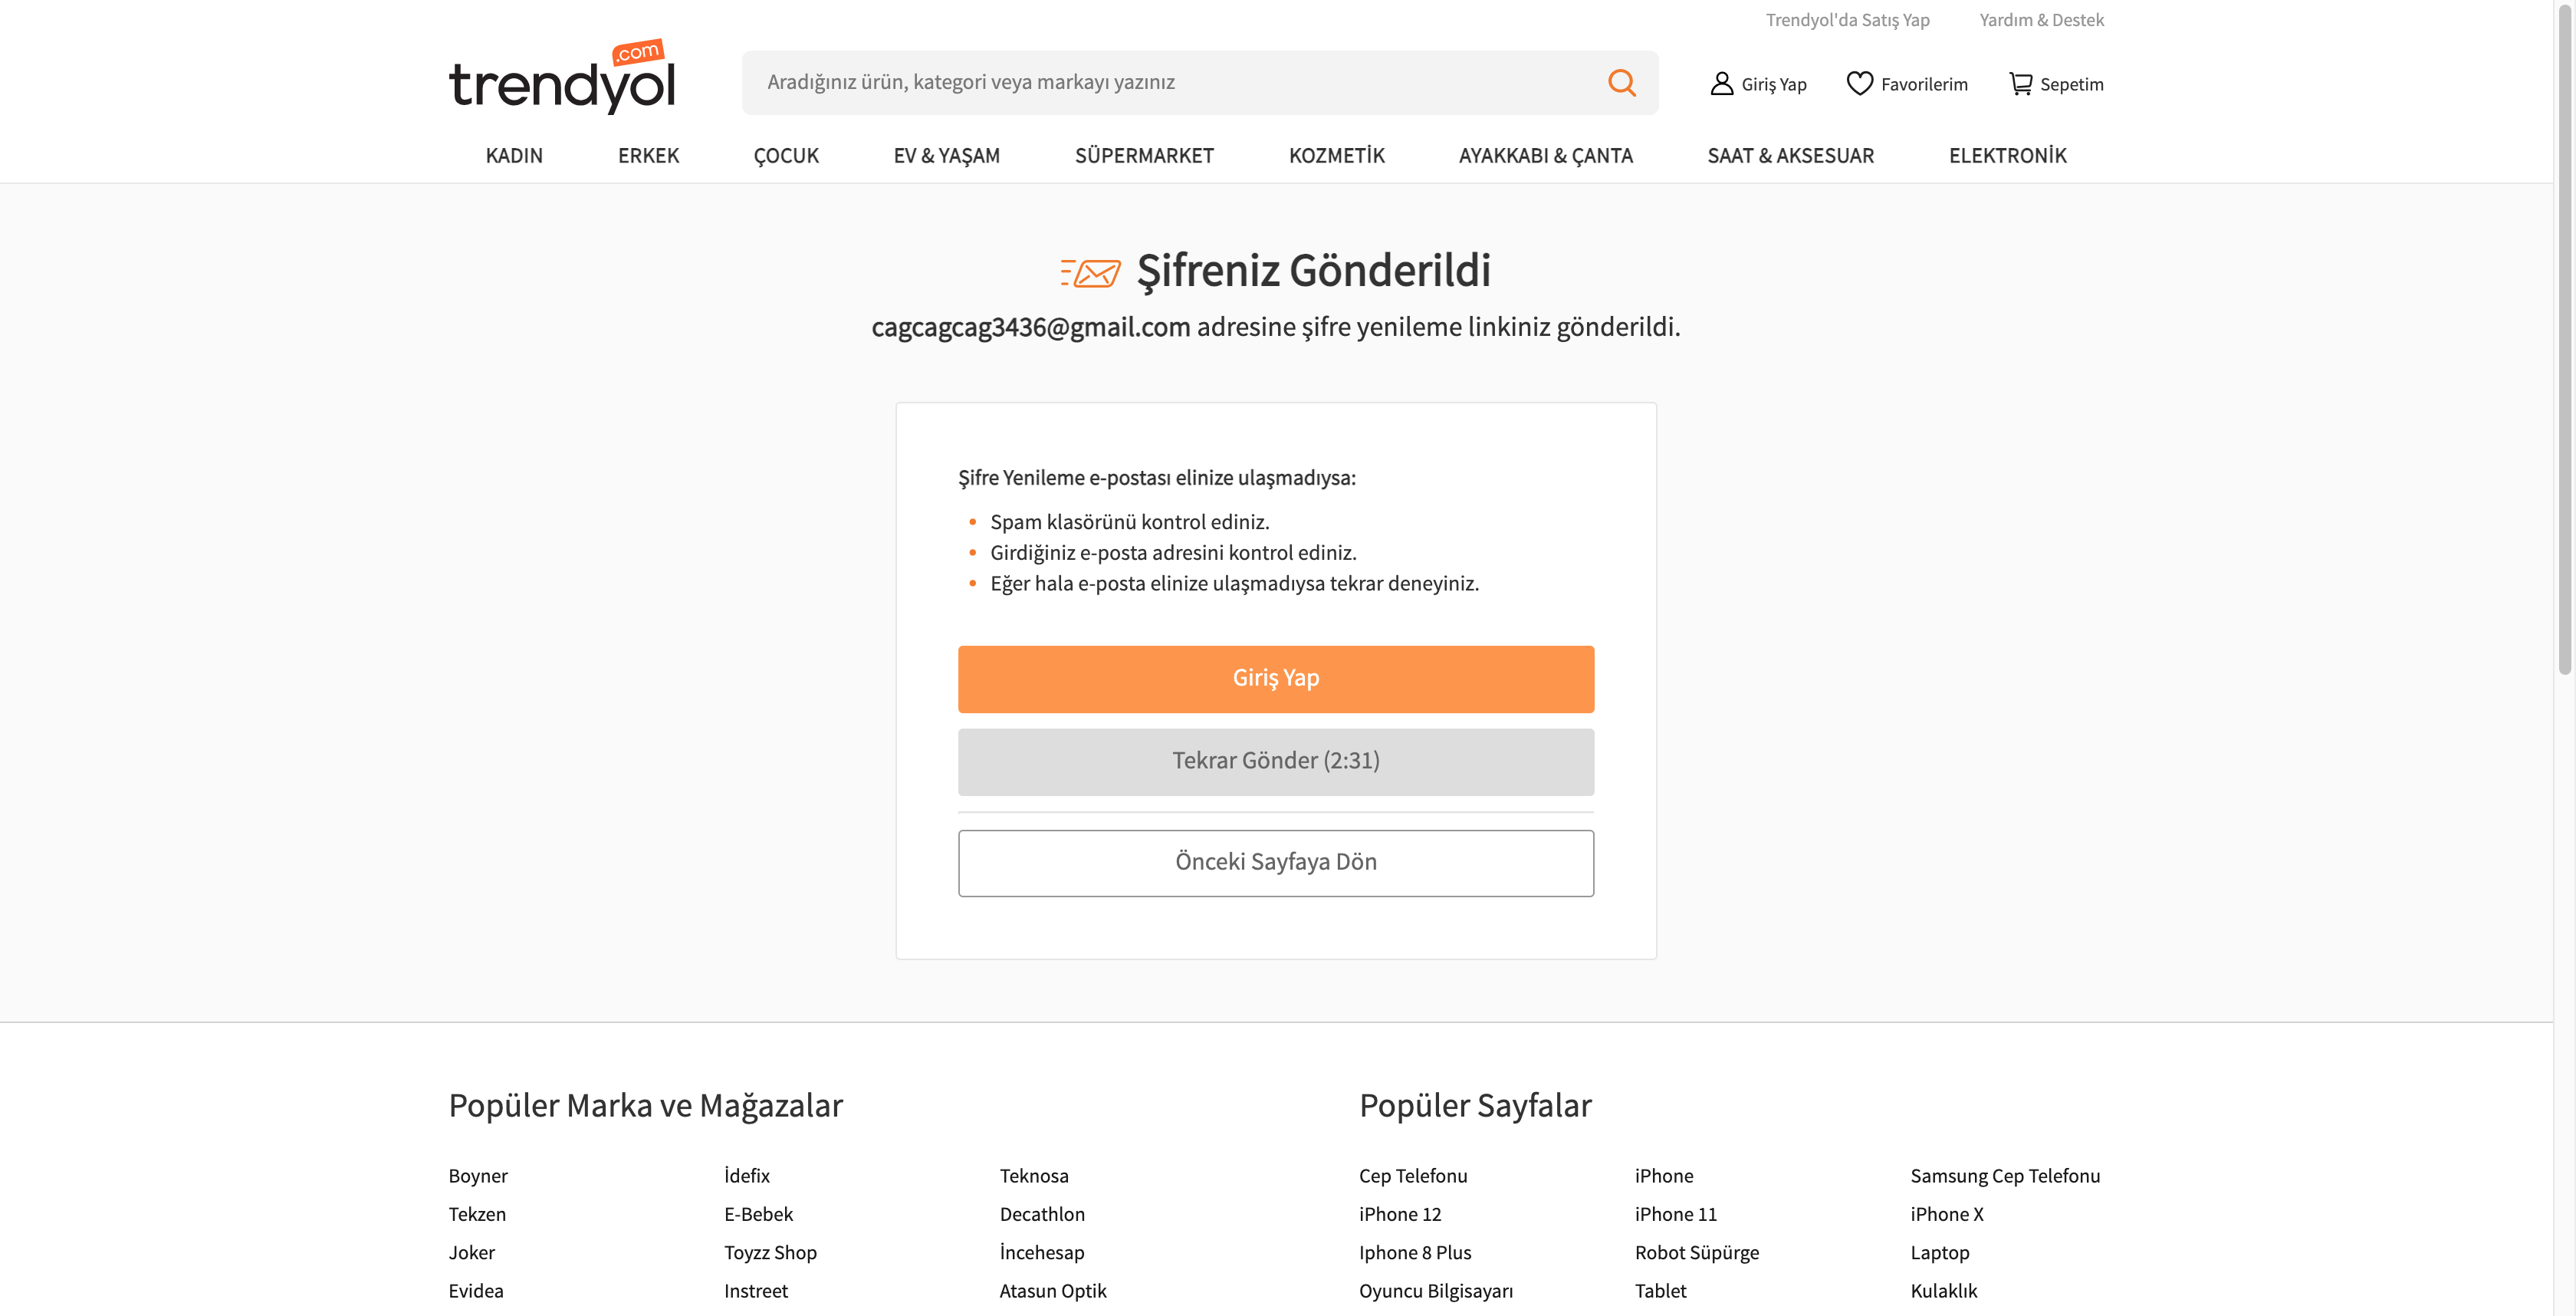 Trendyol'da Satış Yap Yardım & Destek
trendyol .com
Aradığınız ürün, kategori veya markayı yazınız
Giriş Yap Favorilerim Sepetim
KADIN ERKEK ÇOCUK EV & YAŞAM SÜPERMARKET KOZMETİK AYAKKABI & ÇANTA SAAT & AKSESUAR ELEKTRONİK
Şifreniz Gönderildi
cagcagcag3436@gmail.com adresine şifre yenileme linkiniz gönderildi.
Şifre Yenileme e-postası elinize ulaşmadıysa:
• Spam klasörünü kontrol ediniz.
• Girdiğiniz e-posta adresini kontrol ediniz.
• Eğer hala e-posta elinize ulaşmadıysa tekrar deneyiniz.
Giriş Yap
Tekrar Gönder (2:31)
Önceki Sayfaya Dön
Popüler Marka ve Mağazalar Popüler Sayfalar
Boyner İdefix Teknosa Cep Telefonu iPhone Samsung Cep Telefonu
Tekzen E-Bebek Decathlon iPhone 12 iPhone 11 iPhone X
Joker Toyzz Shop İncehesap Iphone 8 Plus Robot Süpürge Laptop
Evidea Instreet Atasun Optik Oyuncu Bilgisayarı Tablet Kulaklık